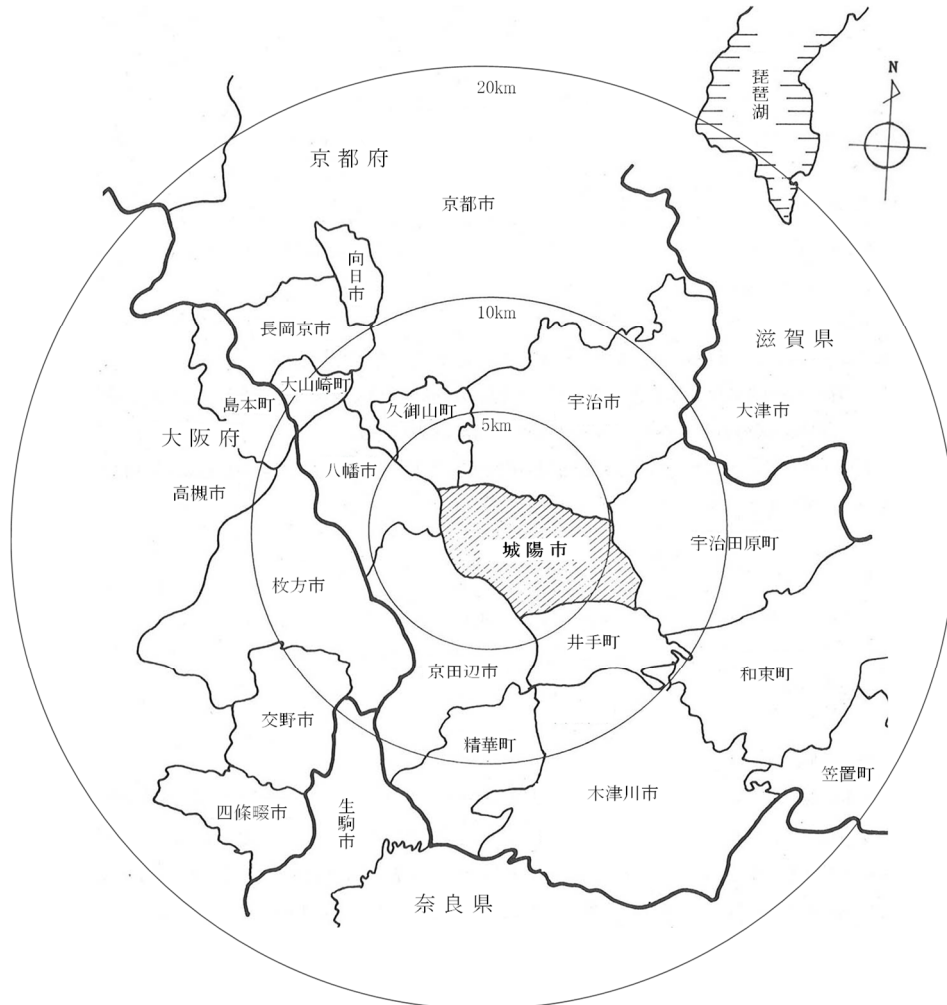 20km
琵琶湖
N
京都府
京都市
向日市
10km
長岡京市
滋賀県
大山崎町
島本町
久御山町
宇治市
大津市
5km
大阪府
八幡市
高槻市
城陽市
宇治田原町
枚方市
井手町
京田辺市
和束町
交野市
精華町
笠置町
木津川市
四條畷市
生駒市
奈良県